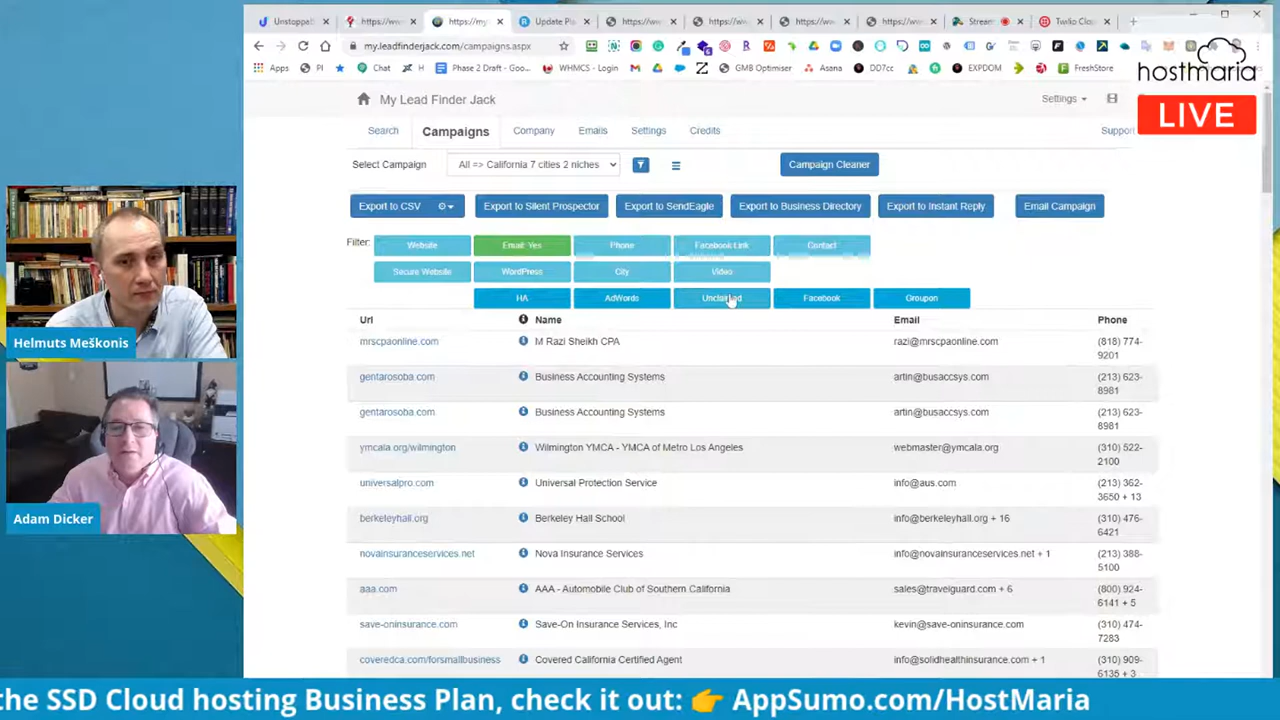 Unstoppabl
https://ww
https://my
Update Pl
https://ww
https://ww
https://ww
https://ww
Stream
Twilio Clou
my.leadfinderjack.com/campaigns.aspx
Apps
PI
Chat
H
Phase 2 Draft - Goo...
WHMCS - Login
GMB Optimiser
Asana
DD7cc
EXPDOM
FreshStore
hostmaria
LIVE
My Lead Finder Jack
Settings
Search
Campaigns
Company
Emails
Settings
Credits
Support
Select Campaign
All => California 7 cities 2 niches
Campaign Cleaner
Export to CSV
Export to Silent Prospector
Export to SendEagle
Export to Business Directory
Export to Instant Reply
Email Campaign
Filter:
Website
Email: Yes
Phone
Facebook Link
Contact
Secure Website
WordPress
City
Video
HA
AdWords
Unclaimed
Facebook
Groupon
Url
Name
Email
Phone
mrscpaonline.com M Razi Sheikh CPA razi@mrscpaonline.com (818) 774-
9201
gentarosoba.com Business Accounting Systems artin@busaccsys.com (213) 623-
8981
gentarosoba.com Business Accounting Systems artin@busaccsys.com (213) 623-
8981
ymcala.org/wilmington Wilmington YMCA - YMCA of Metro Los Angeles webmaster@ymcala.org (310) 522-
2100
universalpro.com Universal Protection Service info@aus.com (213) 362-
3650 + 13
berkeleyhall.org Berkeley Hall School info@berkeleyhall.org + 16 (310) 476-
6421
novainsuranceservices.net Nova Insurance Services info@novainsuranceservices.net + 1 (213) 388-
5100
aaa.com AAA - Automobile Club of Southern California sales@travelguard.com + 6 (800) 924-
6141 + 5
save-oninsurance.com Save-On Insurance Services, Inc kevin@save-oninsurance.com (310) 474-
7283
coveredca.com/forsmallbusiness Covered California Certified Agent info@solidhealthinsurance.com + 1 (310) 909-
6135 + 3
Helmuts Meškonis
Adam Dicker
the SSD Cloud hosting Business Plan, check it out: 👉 AppSumo.com/HostMaria